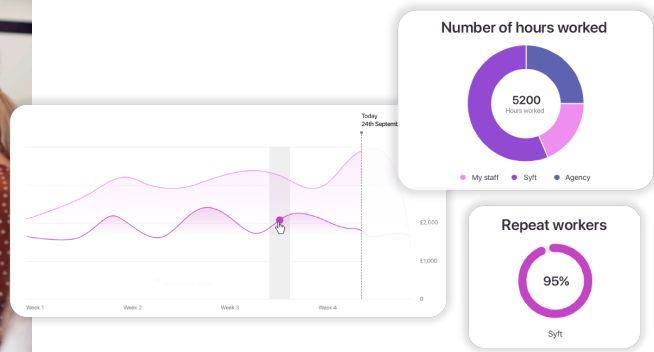 Number of hours worked
5200
Hours worked
My staff
Syft
Agency
Today
24th Septemb
£2,000
£1,000
0
Week 1
Week 2
Week 3
Week 4
Repeat workers
95%
Syft